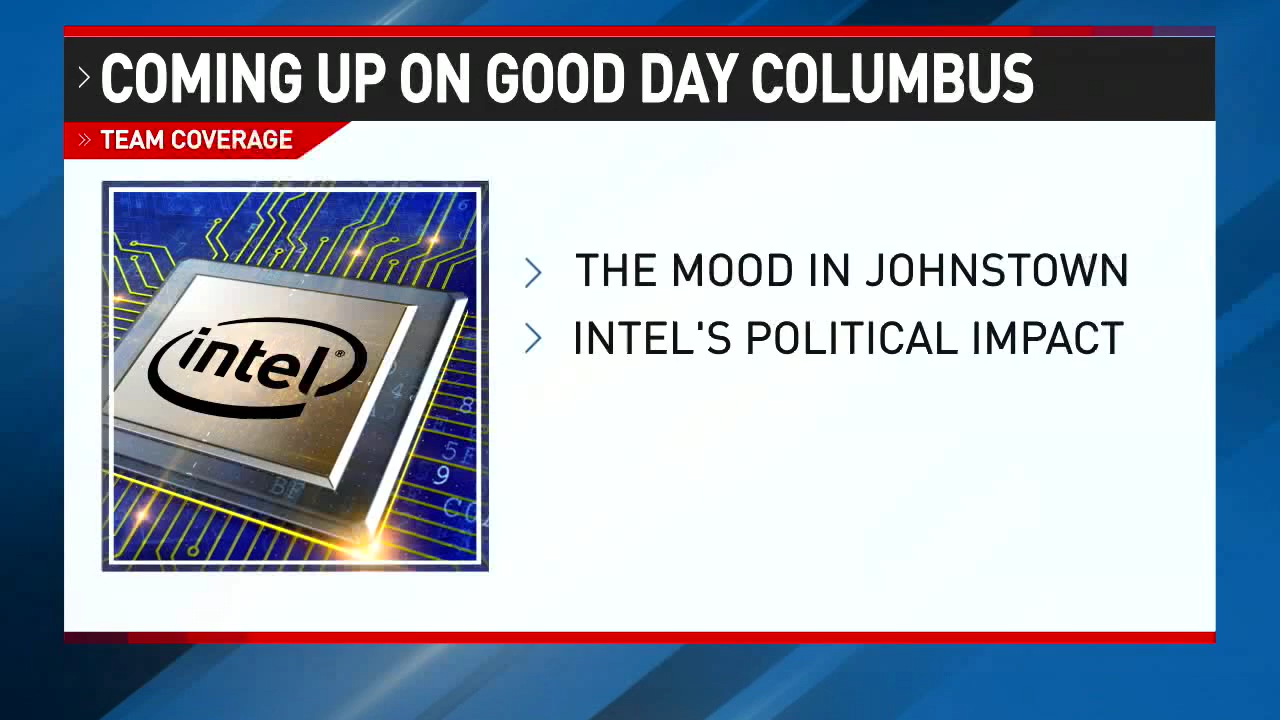 COMING UP ON GOOD DAY COLUMBUS
TEAM COVERAGE
intel®
THE MOOD IN JOHNSTOWN
INTEL'S POLITICAL IMPACT